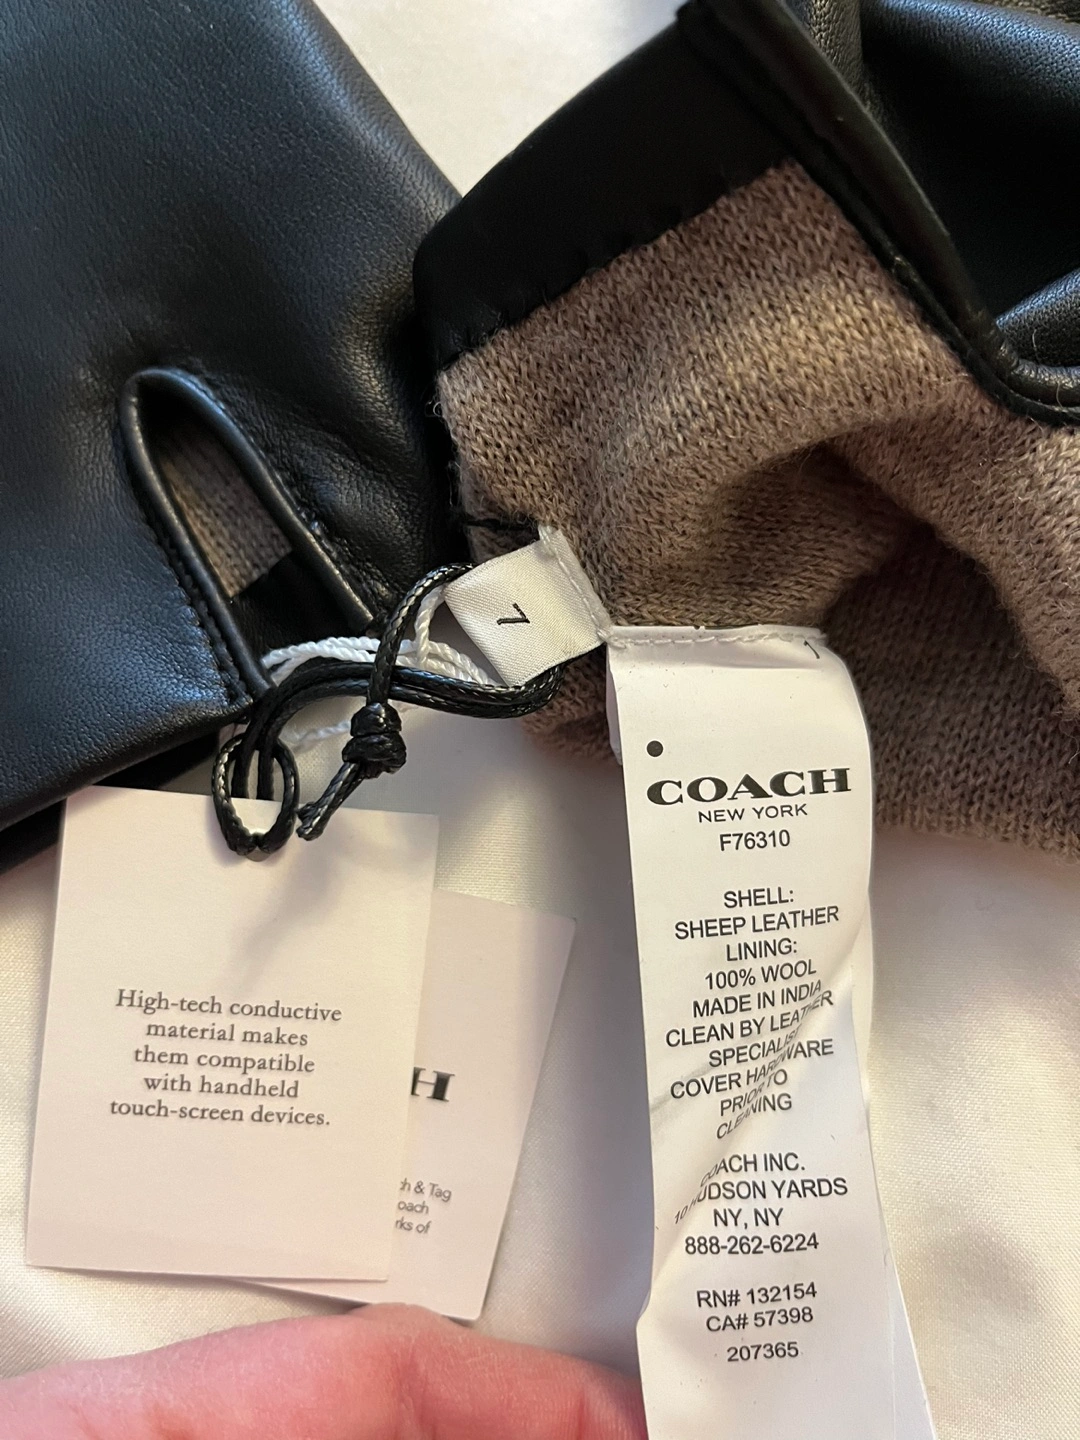 7
COACH
NEW YORK
F76310
SHELL:
SHEEP LEATHER
LINING:
100% WOOL
MADE IN INDIA
CLEAN BY LEATHER
SPECIALIST
COVER HARDWARE
PRIOR TO
CLEANING
COACH INC.
10 HUDSON YARDS
NY, NY
888-262-6224
RN# 132154
CA# 57398
207365
High-tech conductive
material makes
them compatible
with handheld
touch-screen devices.
H
& Tag
of